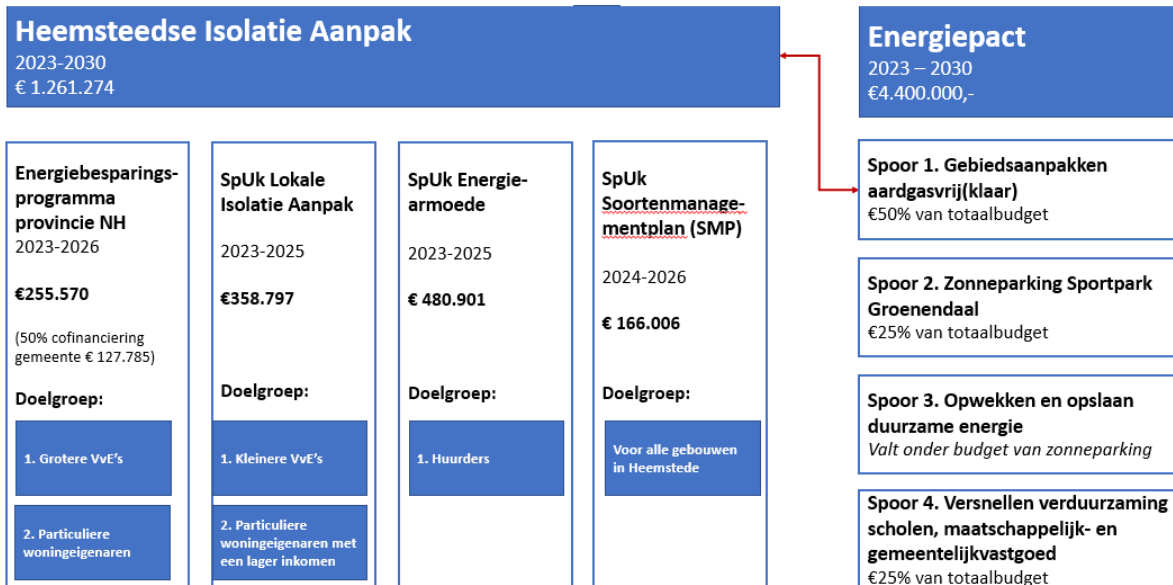 Heemsteedse Isolatie Aanpak
2023-2030
€ 1.261.274
Energiebesparings-
programma
provincie NH
2023-2026
€255.570
(50% cofinanciering
gemeente € 127.785)
Doelgroep:
1. Grotere VvE's
2. Particuliere
woningeigenaren
SpUk Lokale
Isolatie Aanpak
2023-2025
€358.797
Doelgroep:
1. Kleinere VvE's
2. Particuliere
woningeigenaren met
een lager inkomen
SpUk Energie-
armoede
2023-2025
€ 480.901
Doelgroep:
1. Huurders
SpUk
Soortenmanage-
mentplan (SMP)
2024-2026
€ 166.006
Doelgroep:
Voor alle gebouwen
in Heemstede
Energiepact
2023 – 2030
€4.400.000,-
Spoor 1. Gebiedsaanpakken
aardgasvrij(klaar)
€50% van totaalbudget
Spoor 2. Zonneparking Sportpark
Groenendaal
€25% van totaalbudget
Spoor 3. Opwekken en opslaan
duurzame energie
Valt onder budget van zonneparking
Spoor 4. Versnellen verduurzaming
scholen, maatschappelijk- en
gemeentelijkvastgoed
€25% van totaalbudget